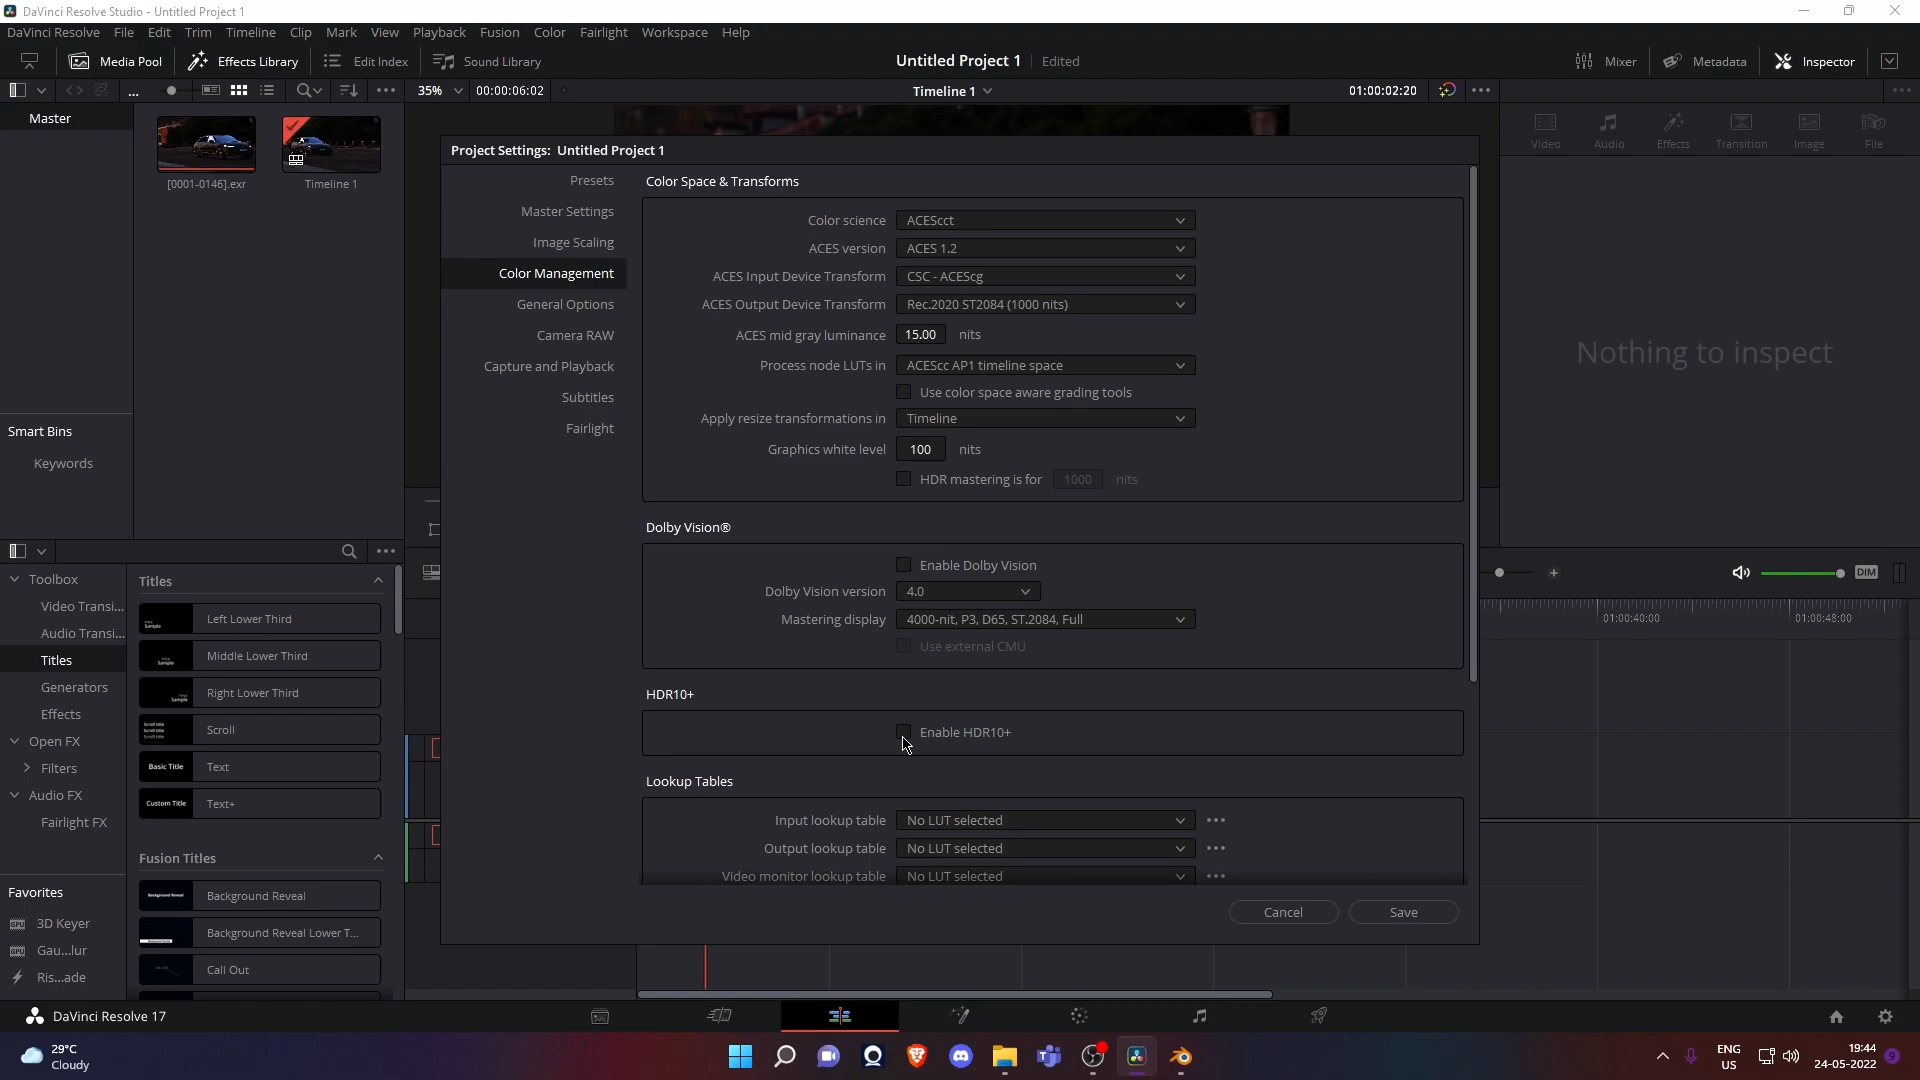 DaVinci Resolve Studio - Untitled Project 1
DaVinci Resolve File Edit Trim Timeline Clip Mark View Playback Fusion Color Fairlight Workspace Help
Media Pool Effects Library Edit Index Sound Library Untitled Project 1 Edited Mixer Metadata Inspector
... 35% 00:00:06:02 Timeline 1 01:00:02:20
Master
[0001-0146].exr Timeline 1
Video Audio Effects Transition Image File
Nothing to inspect
Smart Bins
Keywords
Project Settings: Untitled Project 1
Presets
Master Settings
Image Scaling
Color Management
General Options
Camera RAW
Capture and Playback
Subtitles
Fairlight
Color Space & Transforms
Color science ACEScct
ACES version ACES 1.2
ACES Input Device Transform CSC - ACEScg
ACES Output Device Transform Rec.2020 ST2084 (1000 nits)
ACES mid gray luminance 15.00 nits
Process node LUTs in ACEScc AP1 timeline space
Use color space aware grading tools
Apply resize transformations in Timeline
Graphics white level 100 nits
HDR mastering is for 1000 nits
Dolby Vision®
Enable Dolby Vision
Dolby Vision version 4.0
Mastering display 4000-nit, P3, D65, ST.2084, Full
Use external CMU
HDR10+
Enable HDR10+
Lookup Tables
Input lookup table No LUT selected
Output lookup table No LUT selected
Video monitor lookup table No LUT selected
Cancel Save
Toolbox
Video Transi...
Audio Transi...
Titles
Generators
Effects
Open FX
Filters
Audio FX
Fairlight FX
Favorites
3D Keyer
Gau...lur
Ris...ade
Titles
Left Lower Third
Middle Lower Third
Right Lower Third
Scroll
Basic Title Text
Custom Title Text+
Fusion Titles
Background Reveal Background Reveal
Background Reveal Lower T...
Call Out
DIM
01:00:40:00 01:00:48:00
DaVinci Resolve 17
29°C
Cloudy
ENG
US
19:44
24-05-2022
9